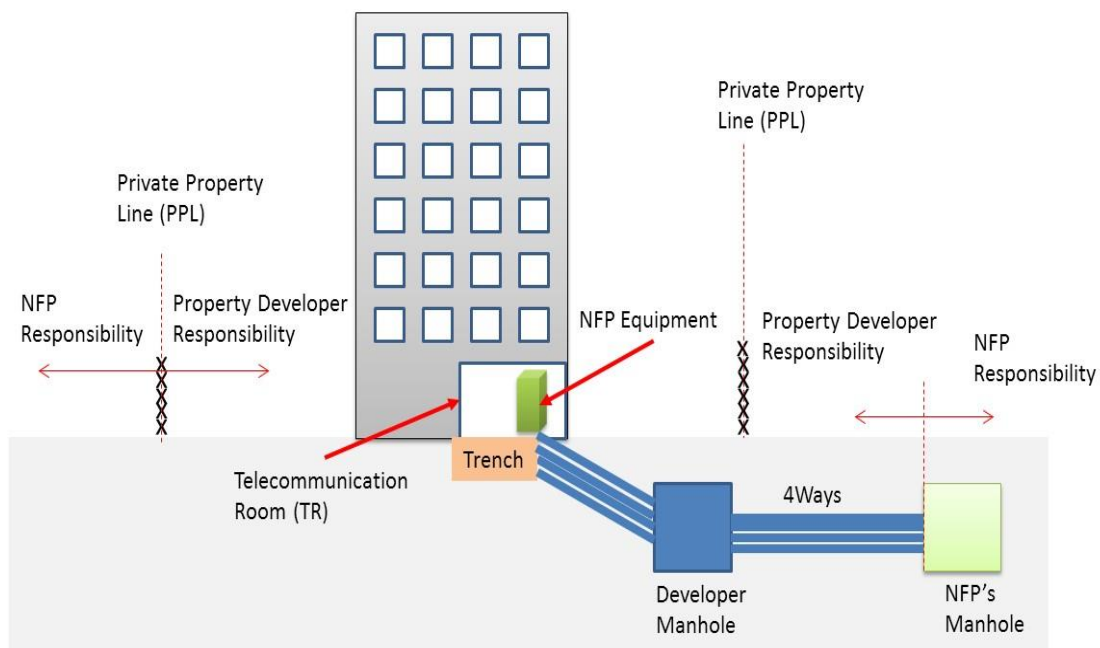 Private Property
Line (PPL)
Private Property
Line (PPL)
NFP
Responsibility
Property Developer
Responsibility
NFP Equipment
Property Developer
Responsibility
NFP
Responsibility
X
X
X
X
X
X
X
X
X
X
Trench
Telecommunication
Room (TR)
4Ways
Developer
Manhole
NFP's
Manhole